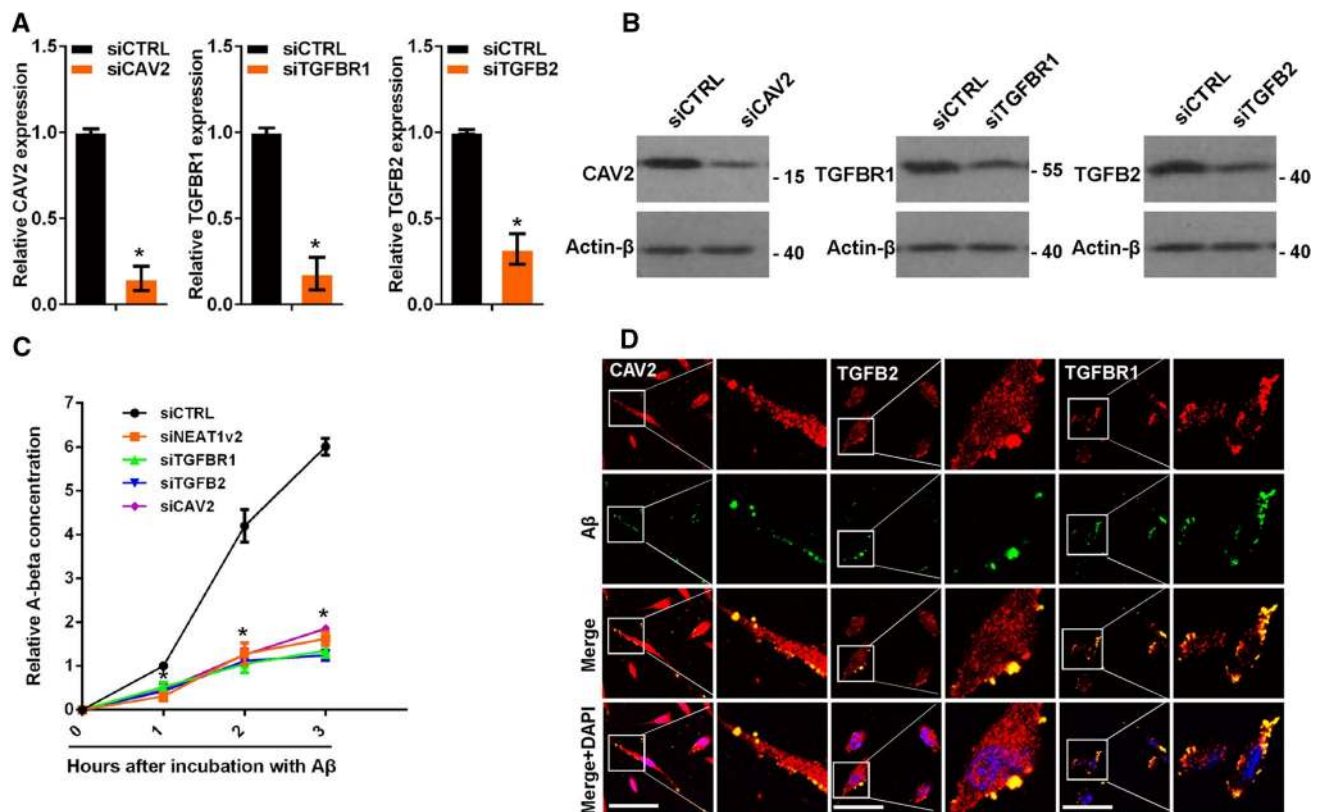 A
1.5
1.0
0.5
0.0
Relative CAV2 expression
siCTRL
siCAV2
*
1.5
1.0
0.5
0.0
Relative TGFBR1 expression
siCTRL
siTGFBR1
*
1.5
1.0
0.5
0.0
Relative TGFB2 expression
siCTRL
siTGFB2
*
B
siCTRL
siCAV2
CAV2
- 15
Actin-β
- 40
siCTRL
siTGFBR1
TGFBR1
- 55
Actin-β
- 40
siCTRL
siTGFB2
TGFB2
- 40
Actin-β
- 40
C
7
6
5
4
3
2
1
0
Relative A-beta concentration
siCTRL
siNEAT1v2
siTGFBR1
siTGFB2
siCAV2
*
*
*
0
1
2
3
Hours after incubation with Aβ
D
CAV2
TGFB2
TGFBR1
Aβ
Merge
Merge+DAPI